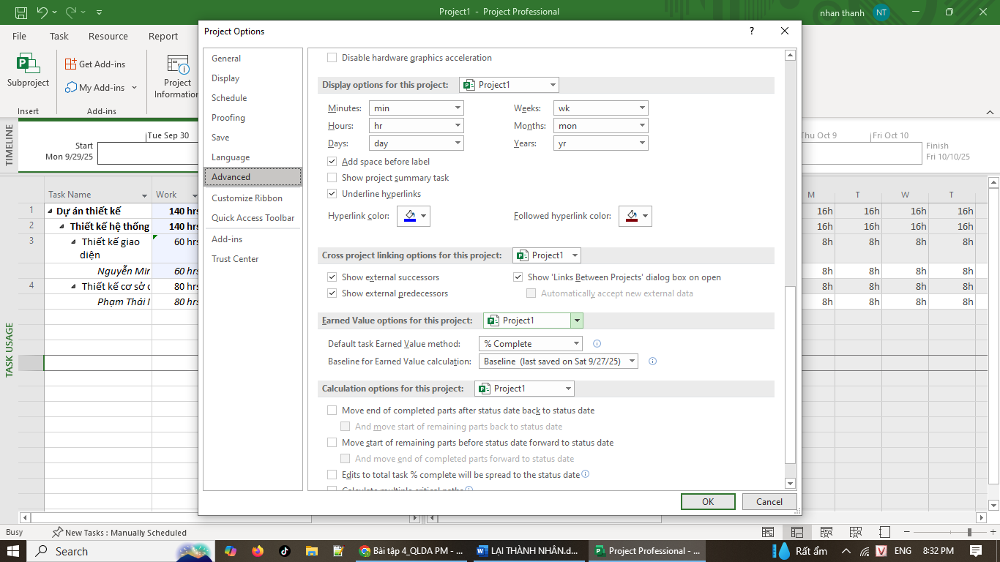 Project1 - Project Professional
nhan thanh
NT
File
Task
Resource
Report
Subproject
Insert
Get Add-ins
My Add-ins
Add-ins
Project
Information
Project Options
General
Display
Schedule
Proofing
Save
Language
Advanced
Customize Ribbon
Quick Access Toolbar
Add-ins
Trust Center
Disable hardware graphics acceleration
Display options for this project: Project1
Minutes: min Weeks: wk
Hours: hr Months: mon
Days: day Years: yr
Add space before label
Show project summary task
Underline hyperlinks
Hyperlink color: Followed hyperlink color:
Cross project linking options for this project: Project1
Show external successors Show 'Links Between Projects' dialog box on open
Show external predecessors Automatically accept new external data
Earned Value options for this project: Project1
Default task Earned Value method: % Complete
Baseline for Earned Value calculation: Baseline (last saved on Sat 9/27/25)
Calculation options for this project: Project1
Move end of completed parts after status date back to status date
And move start of remaining parts back to status date
Move start of remaining parts before status date forward to status date
And move end of completed parts forward to status date
Edits to total task % complete will be spread to the status date
Calculate multiple critical paths
OK Cancel
TIMELINE
Start
Mon 9/29/25
Tue Sep 30
Thu Oct 9
Fri Oct 10
Finish
Fri 10/10/25
TASK USAGE
Task Name Work M T W T
1 Dự án thiết kế 140 hrs 16h 16h 16h 16h
2 Thiết kế hệ thống 140 hrs 16h 16h 16h 16h
3 Thiết kế giao 60 hrs 8h 8h 8h 8h
diện
Nguyễn Mir 60 hrs 8h 8h 8h 8h
4 Thiết kế cơ sở 80 hrs 8h 8h 8h 8h
Phạm Thái 80 hrs 8h 8h 8h 8h
Busy
New Tasks : Manually Scheduled
Search
Bài tập 4_QLDA PM - ...
LẠI THÀNH NHÂN.d...
Project Professional - ...
Rất ẩm
ENG
8:32 PM